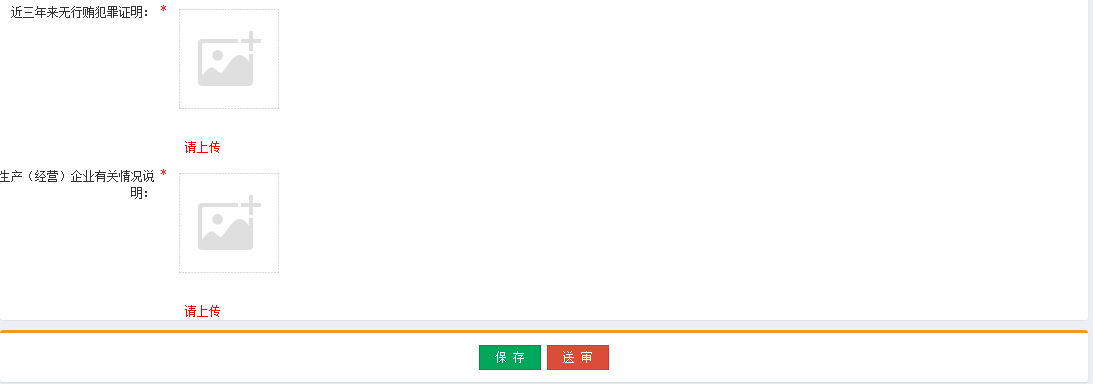 近三年来无行贿犯罪证明： *
请上传
生产（经营）企业有关情况说 *
明：
请上传
保 存 送 审